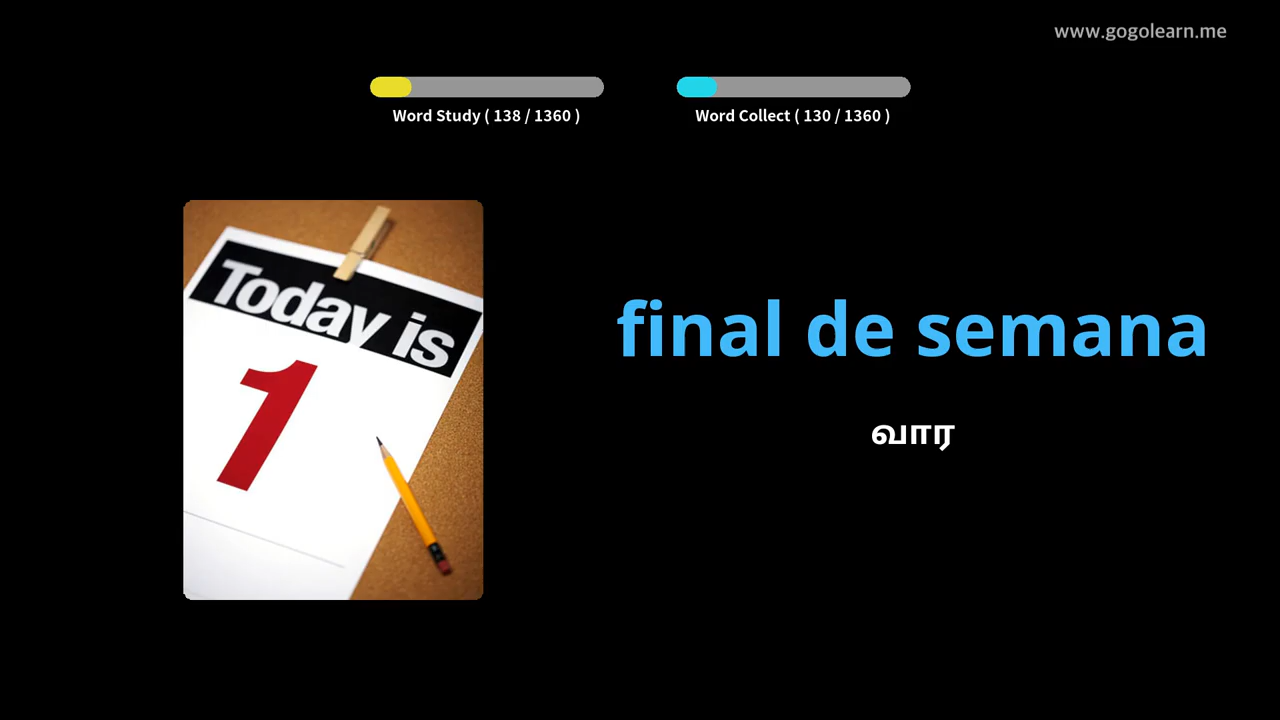 www.gogolearn.me
Word Study ( 138 / 1360 )
Word Collect ( 130 / 1360 )
Today is
1
final de semana
வார